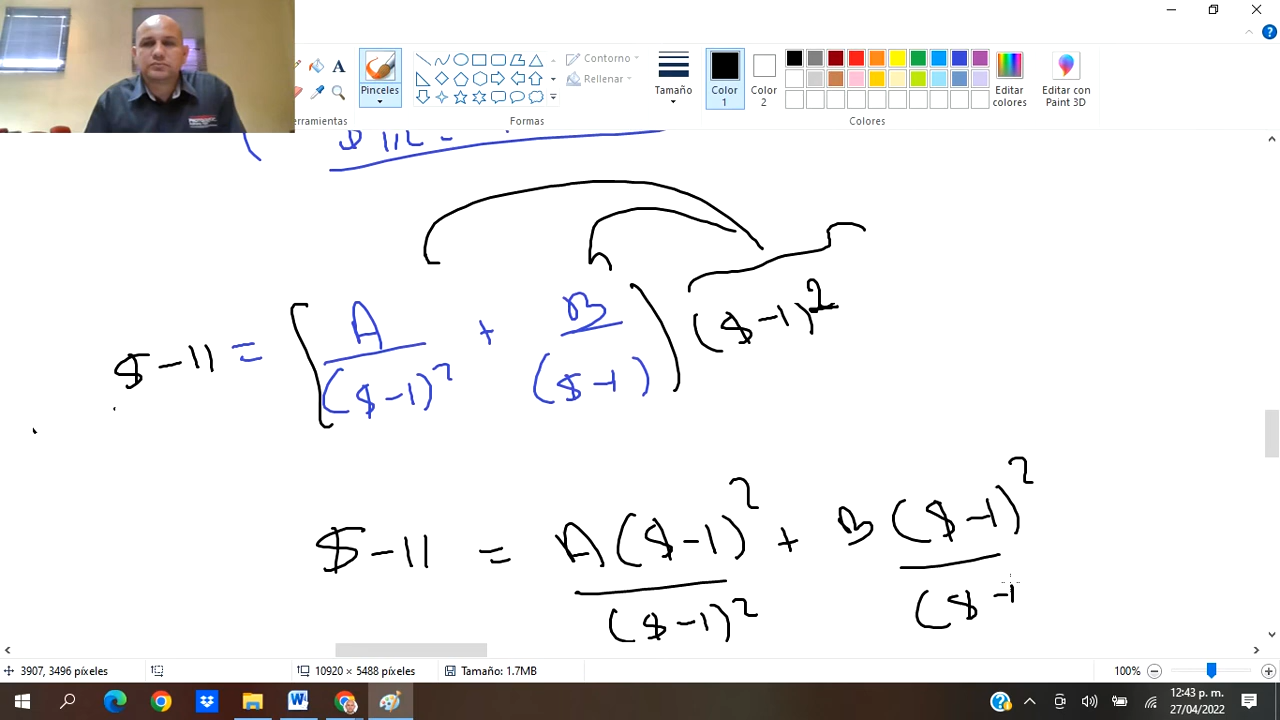 A
Pinceles
Contorno
Rellenar
Tamaño
Color 1
Color 2
Editar colores
Editar con Paint 3D
rramientas
Formas
Colores
$ - 11 = [ A / ($ - 1)^2 + B / ($ - 1) ] ($ - 1)^2
$ - 11 = A ($ - 1)^2 / ($ - 1)^2 + B ($ - 1)^2 / ($ - 1
3907, 3496 píxeles
10920 × 5488 píxeles
Tamaño: 1.7MB
100%
12:43 p. m.
27/04/2022